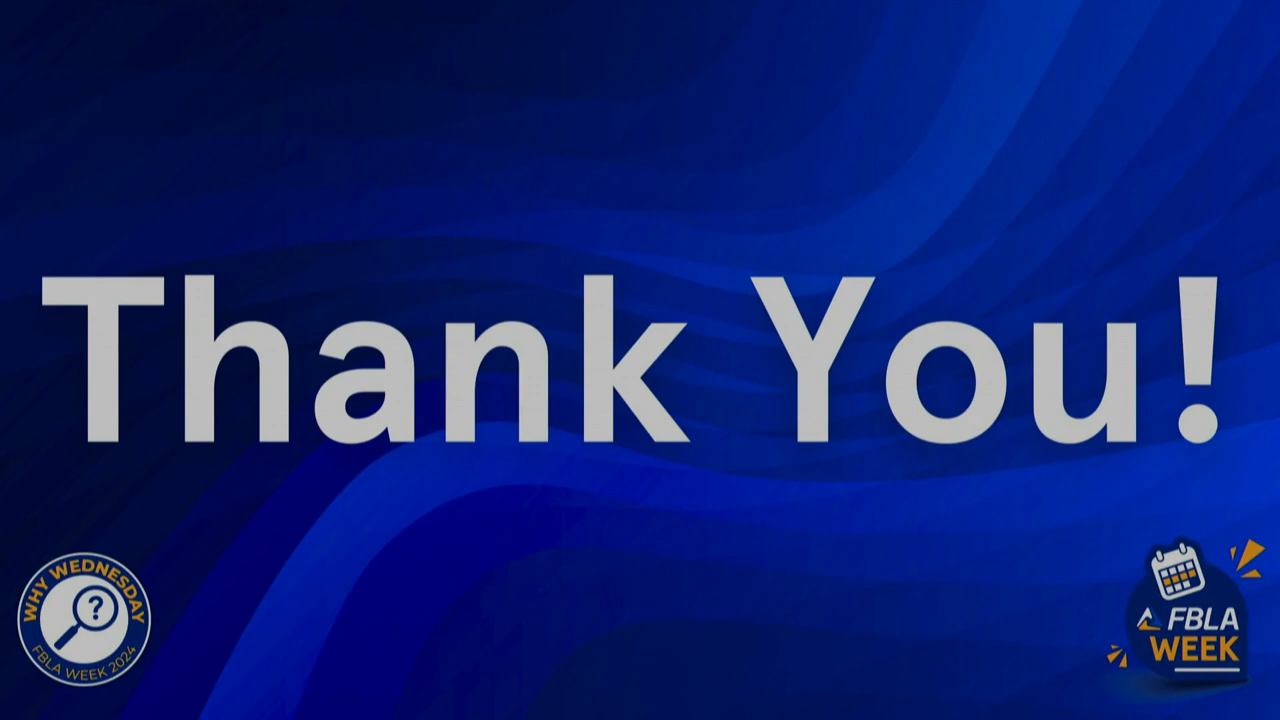 Thank You!
WHY WEDNESDAY
?
FBLA WEEK 2024
FBLA
WEEK